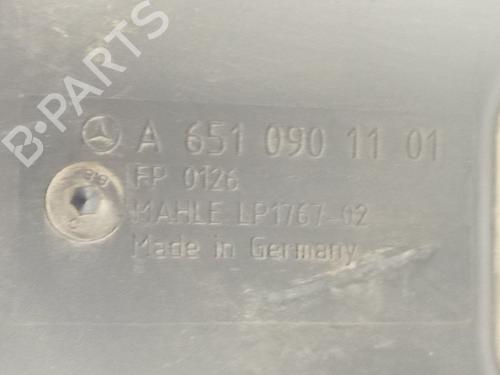 B-PARTS
A 651 090 11 01
FP 0126
MAHLE LP1767-02
Made in Germany